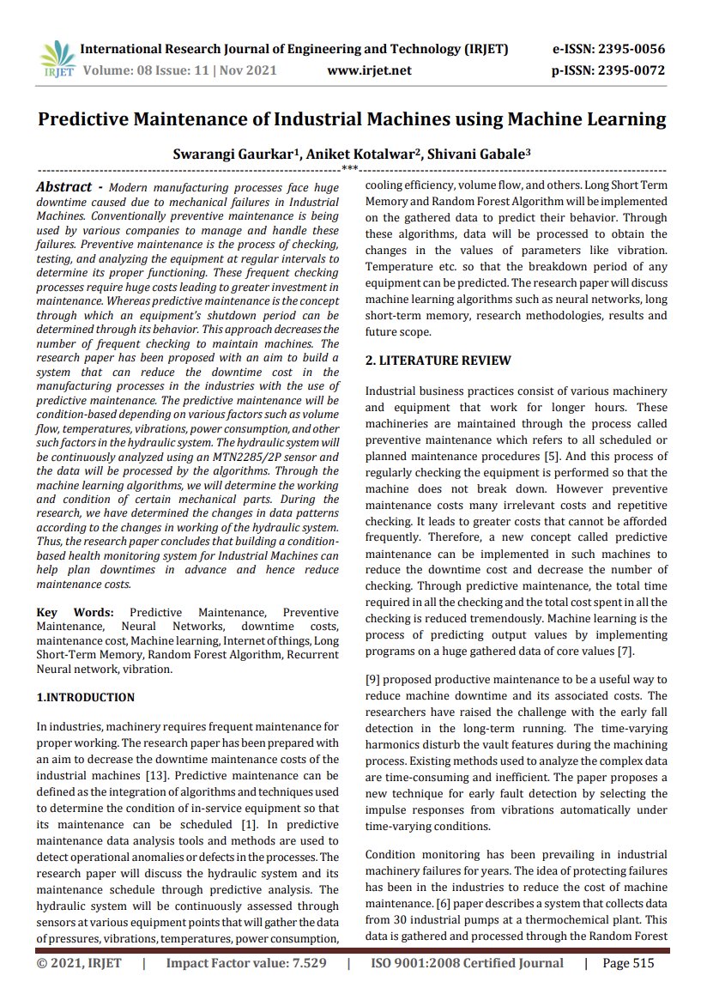 International Research Journal of Engineering and Technology (IRJET) e-ISSN: 2395-0056
IRJET Volume: 08 Issue: 11 | Nov 2021 www.irjet.net p-ISSN: 2395-0072
Predictive Maintenance of Industrial Machines using Machine Learning
Swarangi Gaurkar1, Aniket Kotalwar2, Shivani Gabale3
---------------------------------------------------------------------***---------------------------------------------------------------------
Abstract - Modern manufacturing processes face huge
downtime caused due to mechanical failures in Industrial
Machines. Conventionally preventive maintenance is being
used by various companies to manage and handle these
failures. Preventive maintenance is the process of checking,
testing, and analyzing the equipment at regular intervals to
determine its proper functioning. These frequent checking
processes require huge costs leading to greater investment in
maintenance. Whereas predictive maintenance is the concept
through which an equipment's shutdown period can be
determined through its behavior. This approach decreases the
number of frequent checking to maintain machines. The
research paper has been proposed with an aim to build a
system that can reduce the downtime cost in the
manufacturing processes in the industries with the use of
predictive maintenance. The predictive maintenance will be
condition-based depending on various factors such as volume
flow, temperatures, vibrations, power consumption, and other
such factors in the hydraulic system. The hydraulic system will
be continuously analyzed using an MTN2285/2P sensor and
the data will be processed by the algorithms. Through the
machine learning algorithms, we will determine the working
and condition of certain mechanical parts. During the
research, we have determined the changes in data patterns
according to the changes in working of the hydraulic system.
Thus, the research paper concludes that building a condition-
based health monitoring system for Industrial Machines can
help plan downtimes in advance and hence reduce
maintenance costs.
Key Words: Predictive Maintenance, Preventive
Maintenance, Neural Networks, downtime costs,
maintenance cost, Machine learning, Internet of things, Long
Short-Term Memory, Random Forest Algorithm, Recurrent
Neural network, vibration.
1.INTRODUCTION
In industries, machinery requires frequent maintenance for
proper working. The research paper has been prepared with
an aim to decrease the downtime maintenance costs of the
industrial machines [13]. Predictive maintenance can be
defined as the integration of algorithms and techniques used
to determine the condition of in-service equipment so that
its maintenance can be scheduled [1]. In predictive
maintenance data analysis tools and methods are used to
detect operational anomalies or defects in the processes. The
research paper will discuss the hydraulic system and its
maintenance schedule through predictive analysis. The
hydraulic system will be continuously assessed through
sensors at various equipment points that will gather the data
of pressures, vibrations, temperatures, power consumption,
cooling efficiency, volume flow, and others. Long Short Term
Memory and Random Forest Algorithm will be implemented
on the gathered data to predict their behavior. Through
these algorithms, data will be processed to obtain the
changes in the values of parameters like vibration.
Temperature etc. so that the breakdown period of any
equipment can be predicted. The research paper will discuss
machine learning algorithms such as neural networks, long
short-term memory, research methodologies, results and
future scope.
2. LITERATURE REVIEW
Industrial business practices consist of various machinery
and equipment that work for longer hours. These
machineries are maintained through the process called
preventive maintenance which refers to all scheduled or
planned maintenance procedures [5]. And this process of
regularly checking the equipment is performed so that the
machine does not break down. However preventive
maintenance costs many irrelevant costs and repetitive
checking. It leads to greater costs that cannot be afforded
frequently. Therefore, a new concept called predictive
maintenance can be implemented in such machines to
reduce the downtime cost and decrease the number of
checking. Through predictive maintenance, the total time
required in all the checking and the total cost spent in all the
checking is reduced tremendously. Machine learning is the
process of predicting output values by implementing
programs on a huge gathered data of core values [7].
[9] proposed productive maintenance to be a useful way to
reduce machine downtime and its associated costs. The
researchers have raised the challenge with the early fall
detection in the long-term running. The time-varying
harmonics disturb the vault features during the machining
process. Existing methods used to analyze the complex data
are time-consuming and inefficient. The paper proposes a
new technique for early fault detection by selecting the
impulse responses from vibrations automatically under
time-varying conditions.
Condition monitoring has been prevailing in industrial
machinery failures for years. The idea of protecting failures
has been in the industries to reduce the cost of machine
maintenance. [6] paper describes a system that collects data
from 30 industrial pumps at a thermochemical plant. This
data is gathered and processed through the Random Forest
© 2021, IRJET | Impact Factor value: 7.529 | ISO 9001:2008 Certified Journal | Page 515